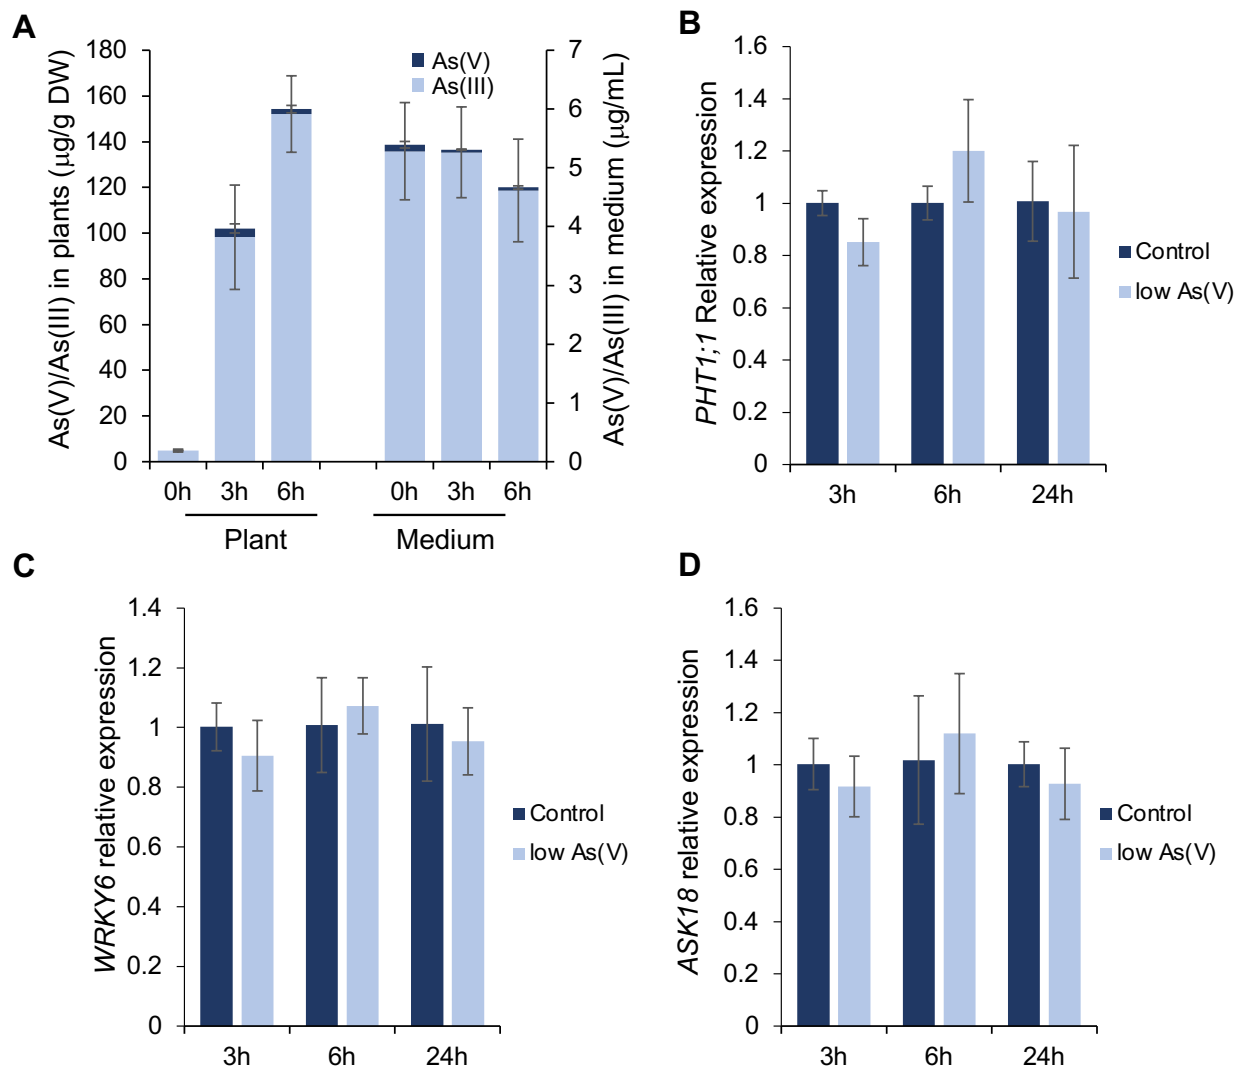 A
As(V)/As(III) in plants (μg/g DW)
180
160
140
120
100
80
60
40
20
0
As(V)
As(III)
7
6
5
4
3
2
1
0
As(V)/As(III) in medium (μg/mL)
0h 3h 6h 0h 3h 6h
Plant Medium
B
PHT1;1 Relative expression
1.6
1.4
1.2
1
0.8
0.6
0.4
0.2
0
3h 6h 24h
Control
low As(V)
C
WRKY6 relative expression
1.4
1.2
1
0.8
0.6
0.4
0.2
0
3h 6h 24h
Control
low As(V)
D
ASK18 relative expression
1.6
1.4
1.2
1
0.8
0.6
0.4
0.2
0
3h 6h 24h
Control
low As(V)